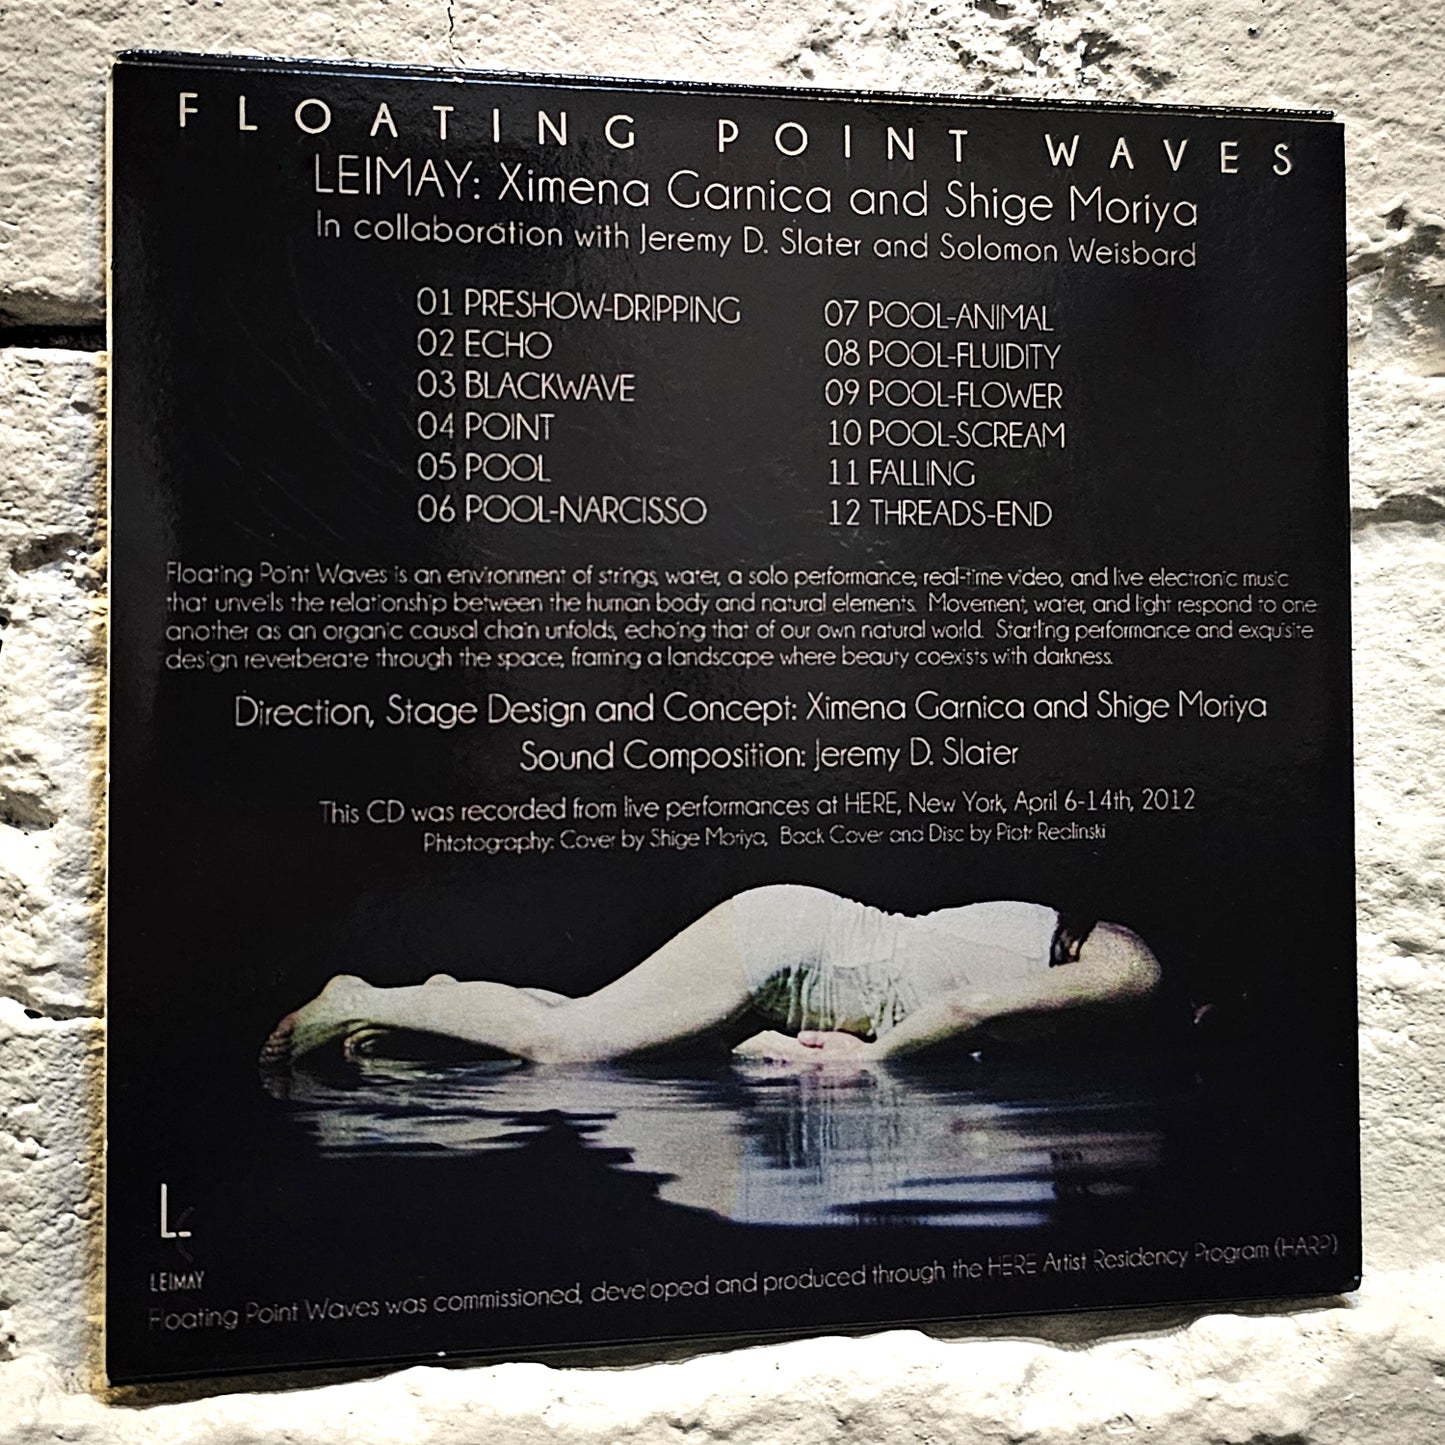 FLOATING POINT WAVES
LEIMAY: Ximena Garnica and Shige Moriya
In collaboration with Jeremy D. Slater and Solomon Weisbard
01 PRESHOW-DRIPPING
02 ECHO
03 BLACKWAVE
04 POINT
05 POOL
06 POOL-NARCISSO
07 POOL-ANIMAL
08 POOL-FLUIDITY
09 POOL-FLOWER
10 POOL-SCREAM
11 FALLING
12 THREADS-END
Floating Point Waves is an environment of strings, water, a solo performance, real-time video, and live electronic music
that unveils the relationship between the human body and natural elements. Movement, water, and light respond to one
another as an organic causal chain unfolds, echoing that of our own natural world. Startling performance and exquisite
design reverberate through the space, framing a landscape where beauty coexists with darkness.
Direction, Stage Design and Concept: Ximena Garnica and Shige Moriya
Sound Composition: Jeremy D. Slater
This CD was recorded from live performances at HERE, New York, April 6-14th, 2012
Phtotography: Cover by Shige Moriya, Back Cover and Disc by Piotr Redlinski
L
LEIMAY
Floating Point Waves was commissioned, developed and produced through the HERE Artist Residency Program (HARP)